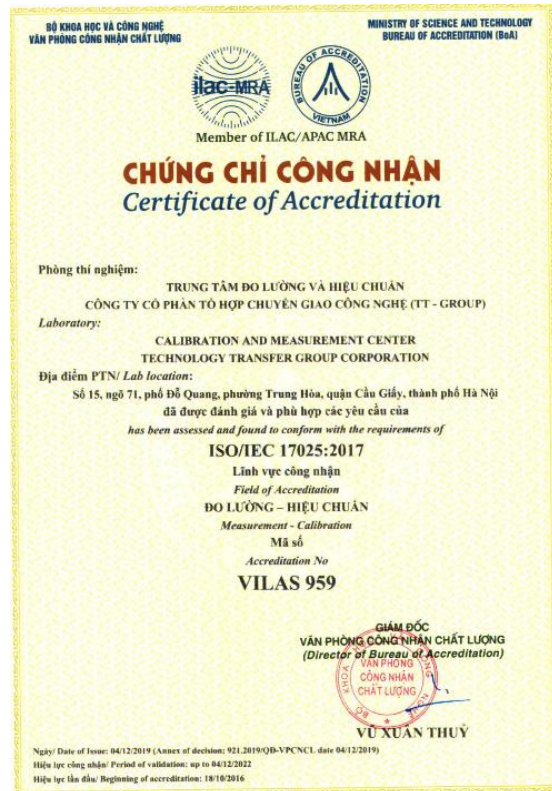 BỘ KHOA HỌC VÀ CÔNG NGHỆ
VĂN PHÒNG CÔNG NHẬN CHẤT LƯỢNG
MINISTRY OF SCIENCE AND TECHNOLOGY
BUREAU OF ACCREDITATION (BoA)
ilac-MRA
BUREAU OF ACCREDITATION
VIETNAM
Member of ILAC/APAC MRA
CHỨNG CHỈ CÔNG NHẬN
Certificate of Accreditation
Phòng thí nghiệm:
TRUNG TÂM ĐO LƯỜNG VÀ HIỆU CHUẨN
CÔNG TY CỔ PHẦN TỔ HỢP CHUYỂN GIAO CÔNG NGHỆ (TT - GROUP)
Laboratory:
CALIBRATION AND MEASUREMENT CENTER
TECHNOLOGY TRANSFER GROUP CORPORATION
Địa điểm PTN/ Lab location:
Số 15, ngõ 71, phố Đỗ Quang, phường Trung Hòa, quận Cầu Giấy, thành phố Hà Nội
đã được đánh giá và phù hợp các yêu cầu của
has been assessed and found to conform with the requirements of
ISO/IEC 17025:2017
Lĩnh vực công nhận
Field of Accreditation
ĐO LƯỜNG – HIỆU CHUẨN
Measurement - Calibration
Mã số
Accreditation No
VILAS 959
GIÁM ĐỐC
VĂN PHÒNG CÔNG NHẬN CHẤT LƯỢNG
(Director of Bureau of Accreditation)
VĂN PHÒNG
CÔNG NHẬN
CHẤT LƯỢNG
VŨ XUÂN THUỶ
Ngày/ Date of Issue: 04/12/2019 (Annex of decision: 921.2019/QĐ-VPCNCL date 04/12/2019)
Hiệu lực công nhận/ Period of validation: up to 04/12/2022
Hiệu lực lần đầu/ Beginning of accreditation: 18/10/2016